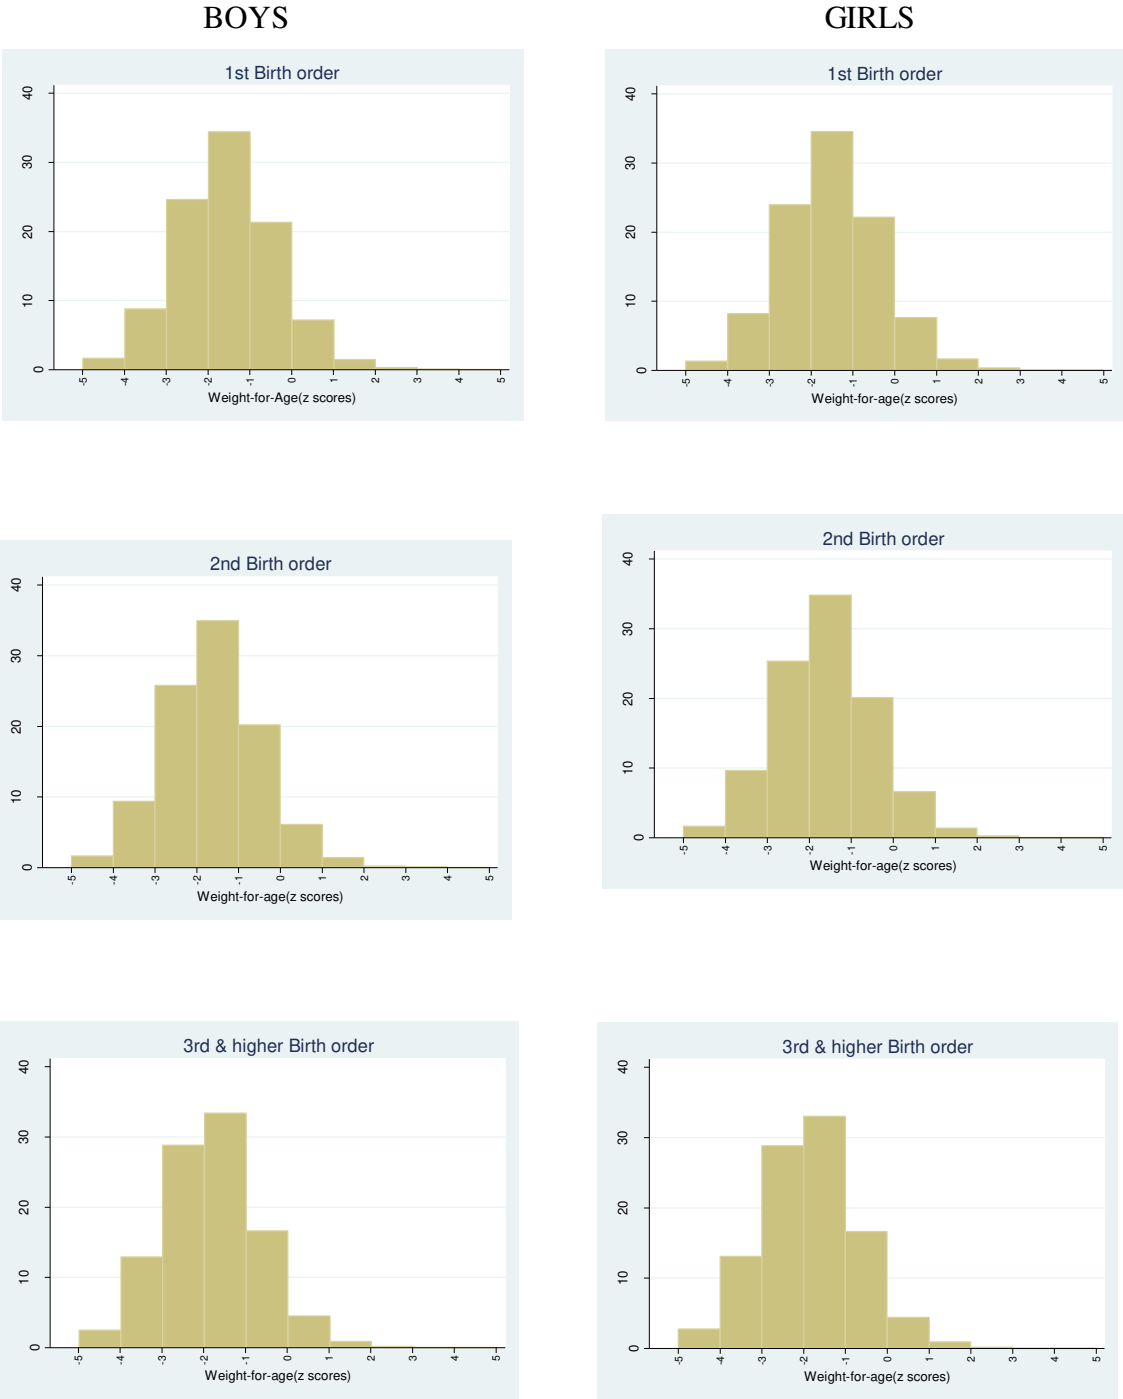 BOYS
GIRLS
1st Birth order
40
30
20
10
0
-5 -4 -3 -2 -1 0 1 2 3 4 5
Weight-for-Age(z scores)
1st Birth order
40
30
20
10
0
-5 -4 -3 -2 -1 0 1 2 3 4 5
Weight-for-age(z scores)
2nd Birth order
40
30
20
10
0
-5 -4 -3 -2 -1 0 1 2 3 4 5
Weight-for-age(z scores)
2nd Birth order
40
30
20
10
0
-5 -4 -3 -2 -1 0 1 2 3 4 5
Weight-for-age(z scores)
3rd & higher Birth order
40
30
20
10
0
-5 -4 -3 -2 -1 0 1 2 3 4 5
Weight-for-age(z scores)
3rd & higher Birth order
40
30
20
10
0
-5 -4 -3 -2 -1 0 1 2 3 4 5
Weight-for-age(z scores)